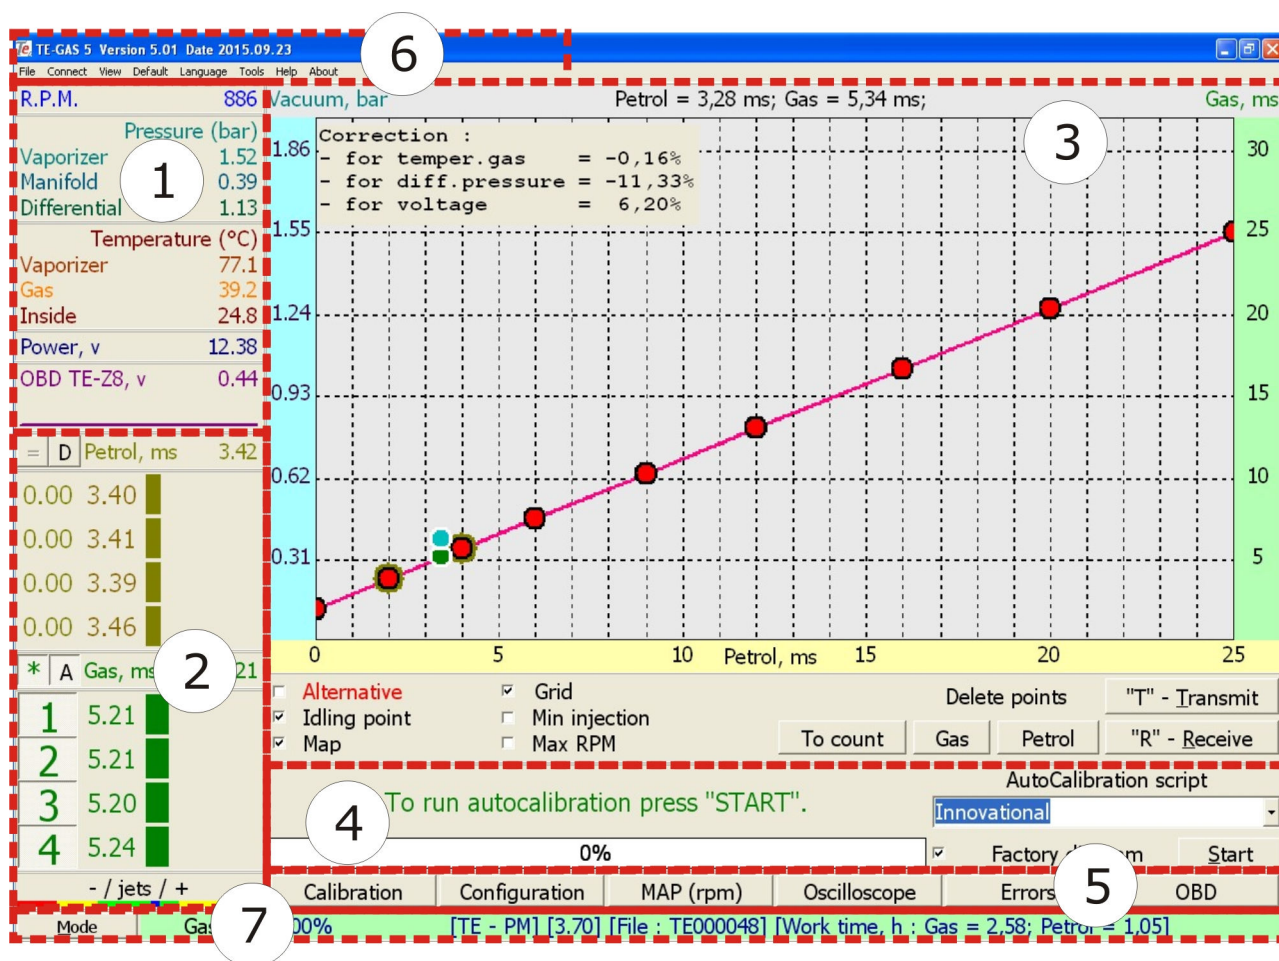 TE-GAS 5 Version 5.01 Date 2015.09.23
6
File Connect View Default Language Tools Help About
R.P.M. 886
Pressure (bar)
Vaporizer 1.52
Manifold 0.39
Differential 1.13
1
Temperature (°C)
Vaporizer 77.1
Gas 39.2
Inside 24.8
Power, v 12.38
OBD TE-Z8, v 0.44
= D Petrol, ms 3.42
0.00 3.40
0.00 3.41
0.00 3.39
0.00 3.46
* A Gas, ms 21
2
1 5.21
2 5.21
3 5.20
4 5.24
- / jets / +
Vacuum, bar Petrol = 3,28 ms; Gas = 5,34 ms; Gas, ms
3
Correction :
- for temper.gas = -0,16%
- for diff.pressure = -11,33%
- for voltage = 6,20%
1.86 30
1.55 25
1.24 20
0.93 15
0.62 10
0.31 5
0 5 10 Petrol, ms 15 20 25
Alternative Grid Delete points "T" - Transmit
Idling point Min injection
Map Max RPM To count Gas Petrol "R" - Receive
AutoCalibration script
4
To run autocalibration press "START".
Innovational
0% Factory Start
5
Calibration Configuration MAP (rpm) Oscilloscope Errors OBD
7
Mode Gas 00% [TE - PM] [3.70] [File : TE000048] [Work time, h : Gas = 2,58; Petrol = 1,05]